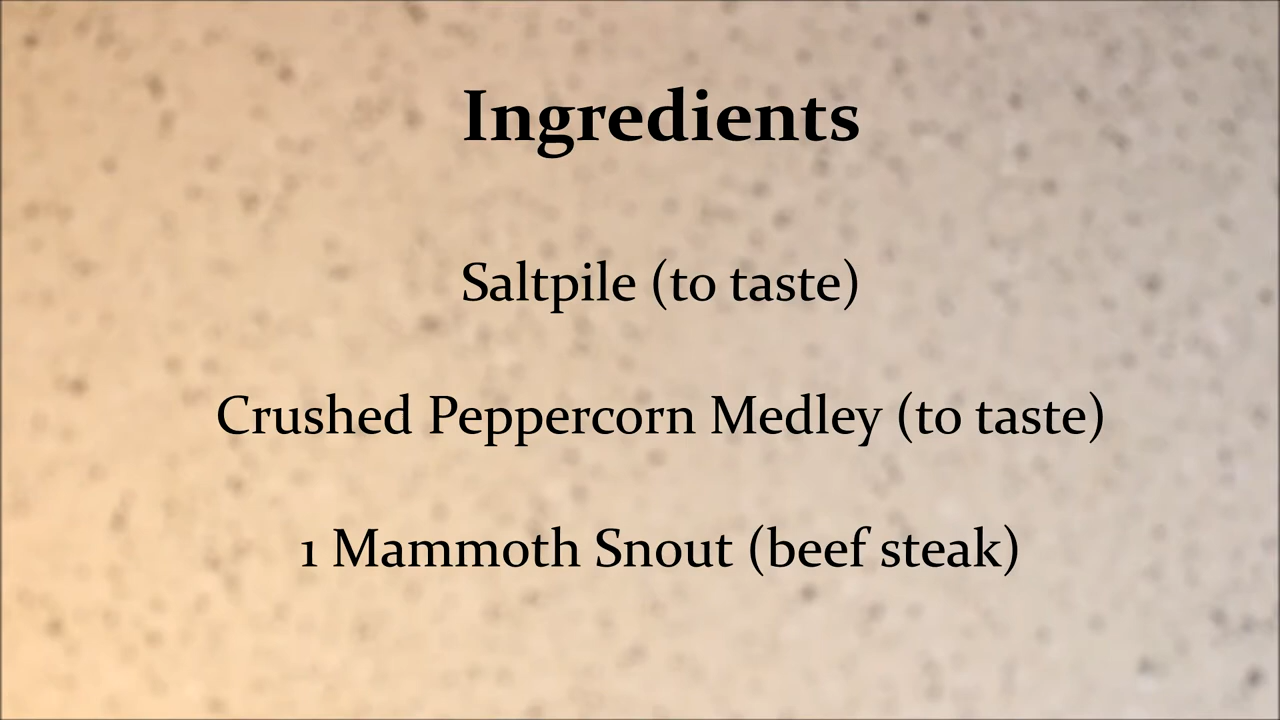 Ingredients
Saltpile (to taste)
Crushed Peppercorn Medley (to taste)
1 Mammoth Snout (beef steak)